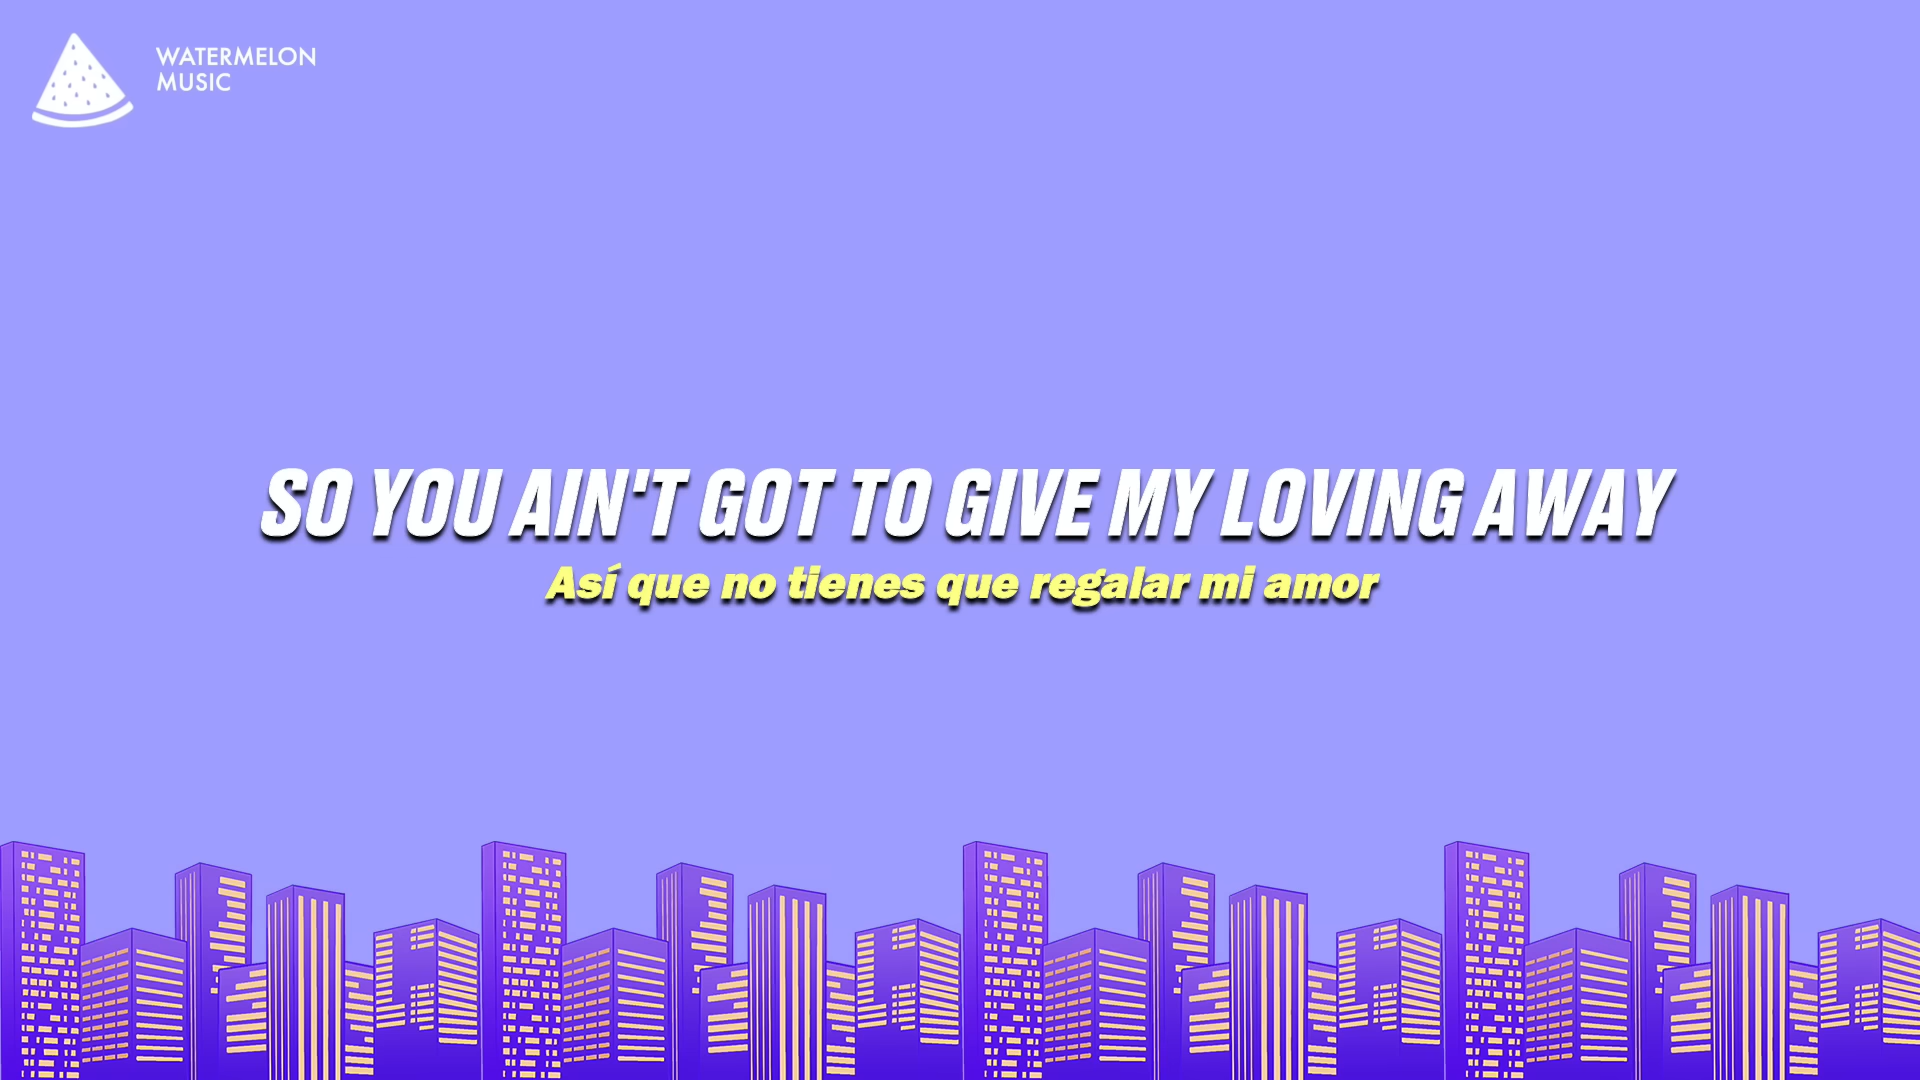 WATERMELON
MUSIC
SO YOU AIN'T GOT TO GIVE MY LOVING AWAY
Así que no tienes que regalar mi amor